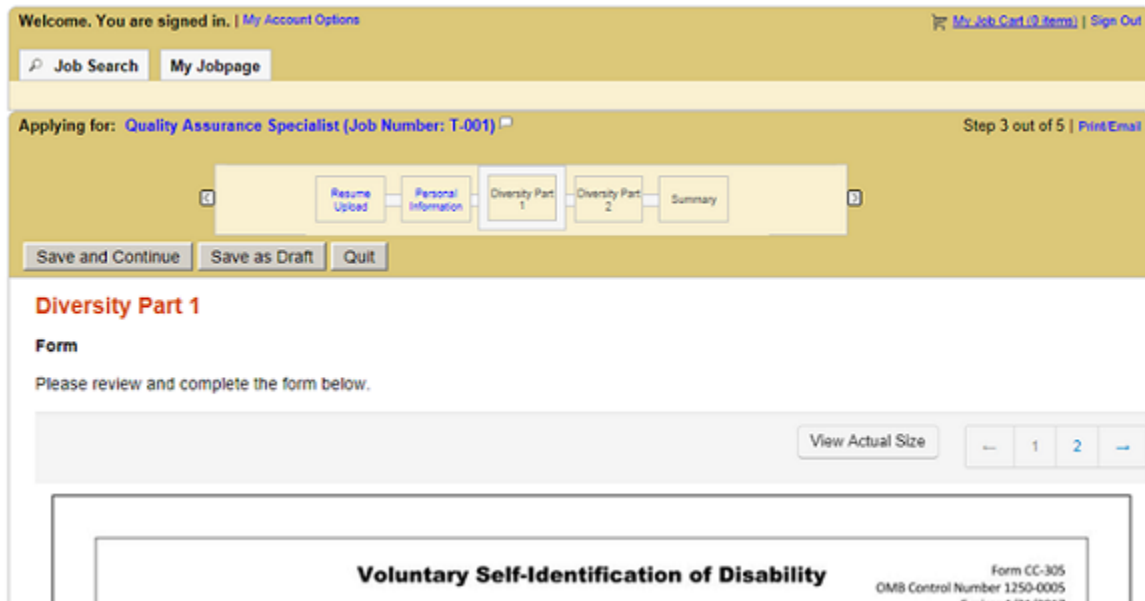 Welcome. You are signed in. | My Account Options
My Job Cart (0 items) | Sign Out
Job Search
My Jobpage
Applying for: Quality Assurance Specialist (Job Number: T-001)
Step 3 out of 5 | Print/Email
Resume Upload
Personal Information
Diversity Part 1
Diversity Part 2
Summary
Save and Continue
Save as Draft
Quit
Diversity Part 1
Form
Please review and complete the form below.
View Actual Size
← 1 2 →
Voluntary Self-Identification of Disability
Form CC-305
OMB Control Number 1250-0005